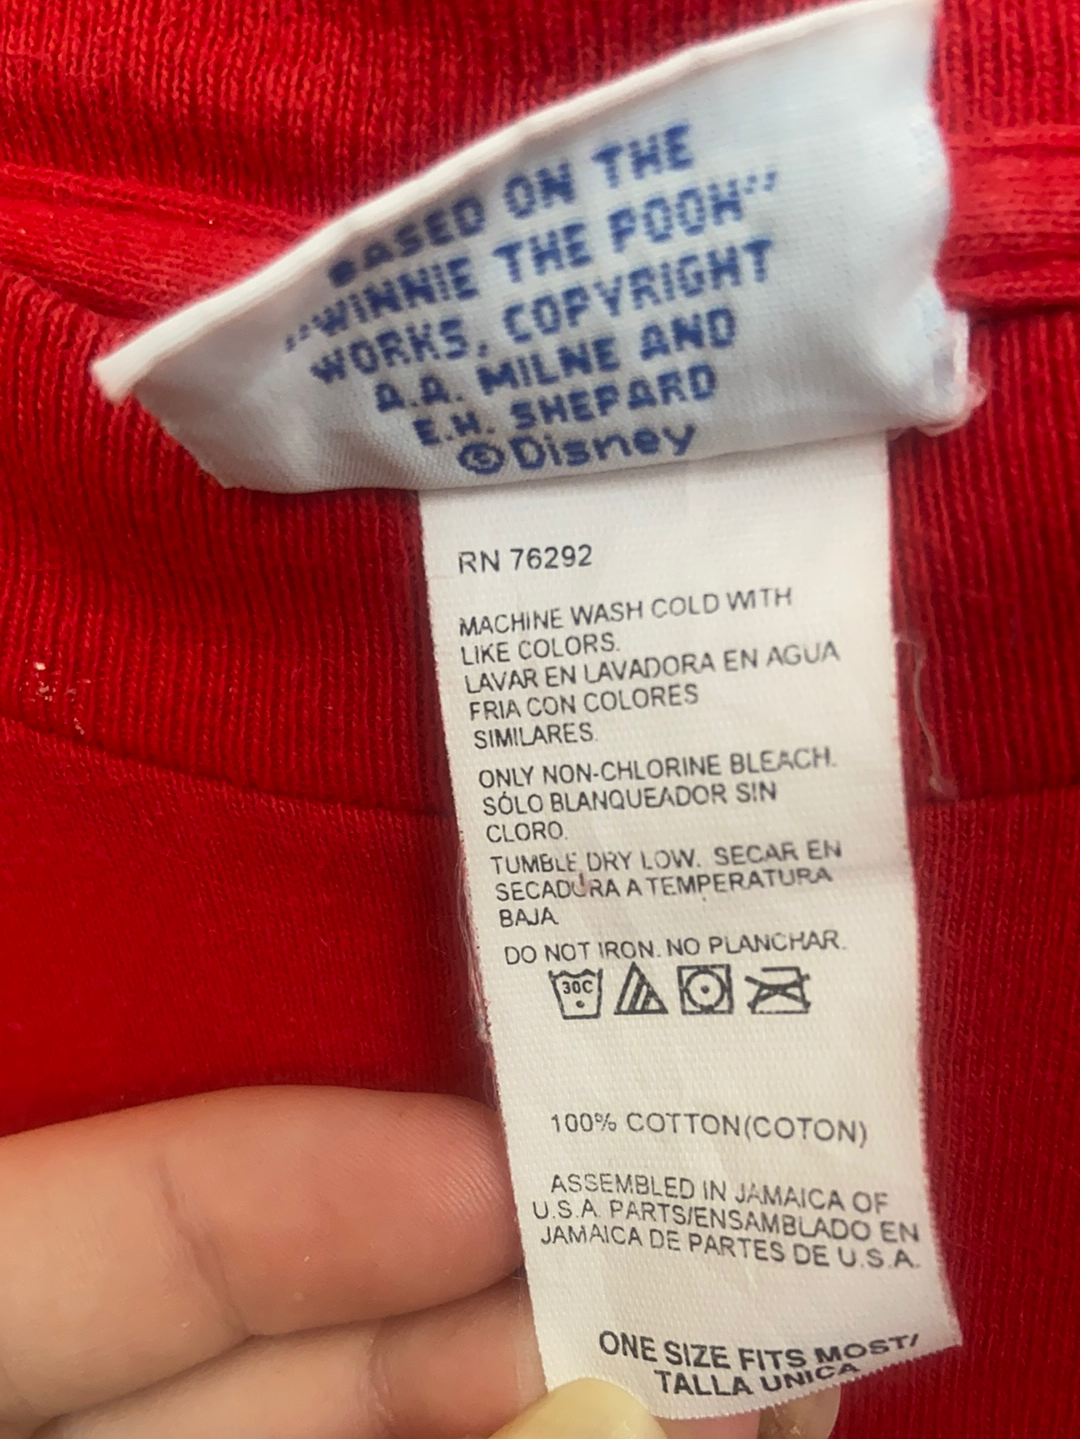 BASED ON THE
"WINNIE THE POOH"
WORKS, COPYRIGHT
A.A. MILNE AND
E.H. SHEPARD
©Disney
RN 76292
MACHINE WASH COLD WITH
LIKE COLORS.
LAVAR EN LAVADORA EN AGUA
FRIA CON COLORES
SIMILARES.
ONLY NON-CHLORINE BLEACH.
SÓLO BLANQUEADOR SIN
CLORO.
TUMBLE DRY LOW. SECAR EN
SECADURA A TEMPERATURA
BAJA.
DO NOT IRON. NO PLANCHAR.
30C
100% COTTON(COTON)
ASSEMBLED IN JAMAICA OF
U.S.A. PARTS/ENSAMBLADO EN
JAMAICA DE PARTES DE U.S.A.
ONE SIZE FITS MOST/
TALLA UNICA